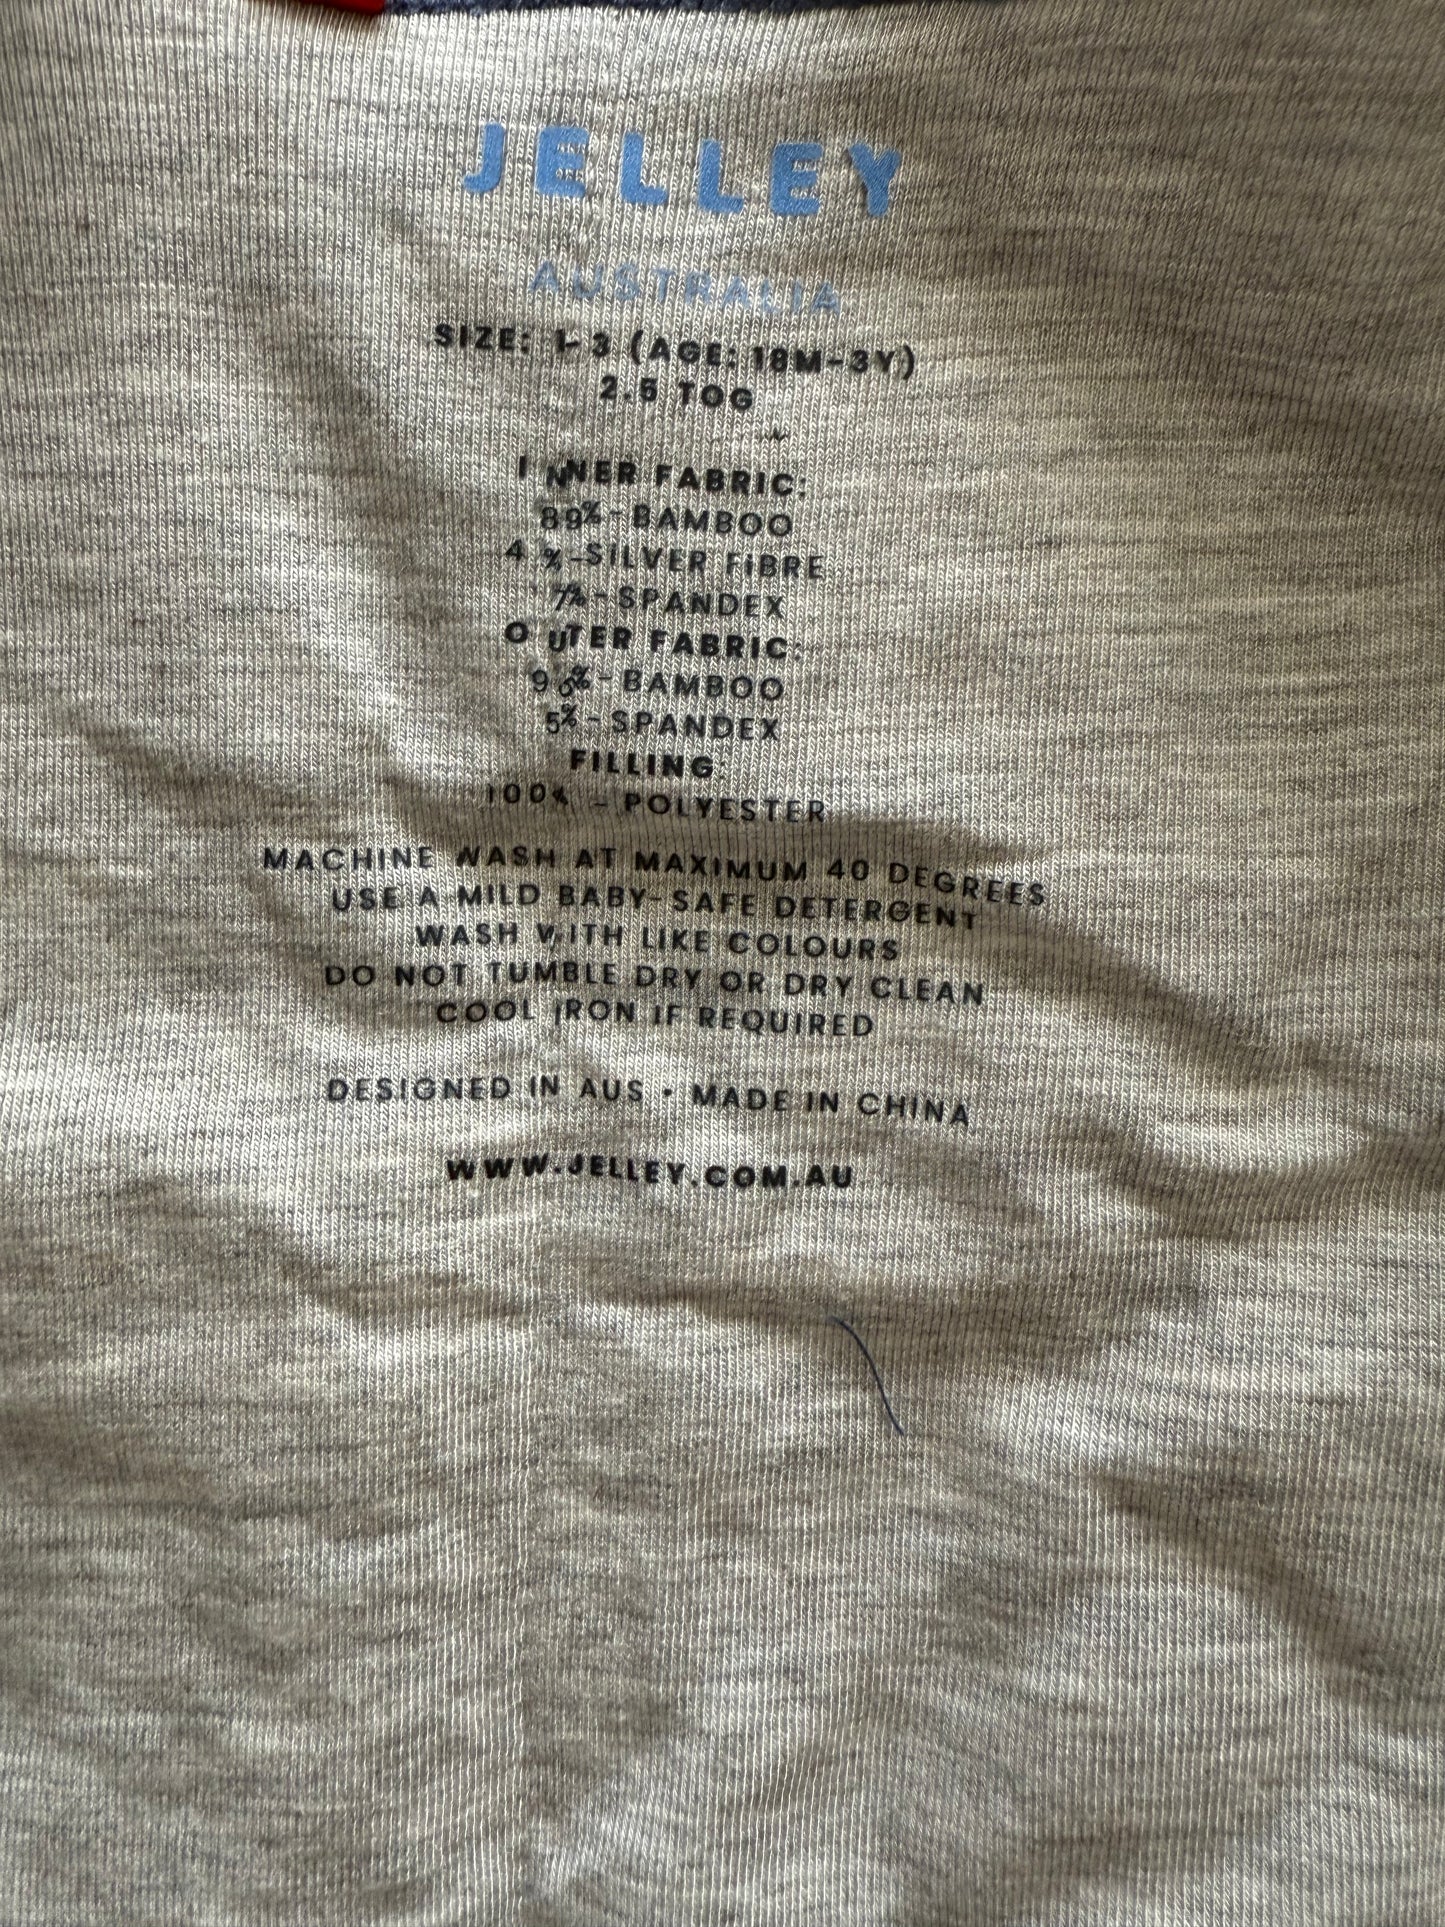 JELLEY
AUSTRALIA
SIZE: 1-3 (AGE: 18M-3Y)
2.5 TOG
INNER FABRIC:
89%-BAMBOO
4%-SILVER FIBRE
7%-SPANDEX
OUTER FABRIC:
95%-BAMBOO
5%-SPANDEX
FILLING:
100% - POLYESTER
MACHINE WASH AT MAXIMUM 40 DEGREES
USE A MILD BABY-SAFE DETERGENT
WASH WITH LIKE COLOURS
DO NOT TUMBLE DRY OR DRY CLEAN
COOL IRON IF REQUIRED
DESIGNED IN AUS • MADE IN CHINA
WWW.JELLEY.COM.AU